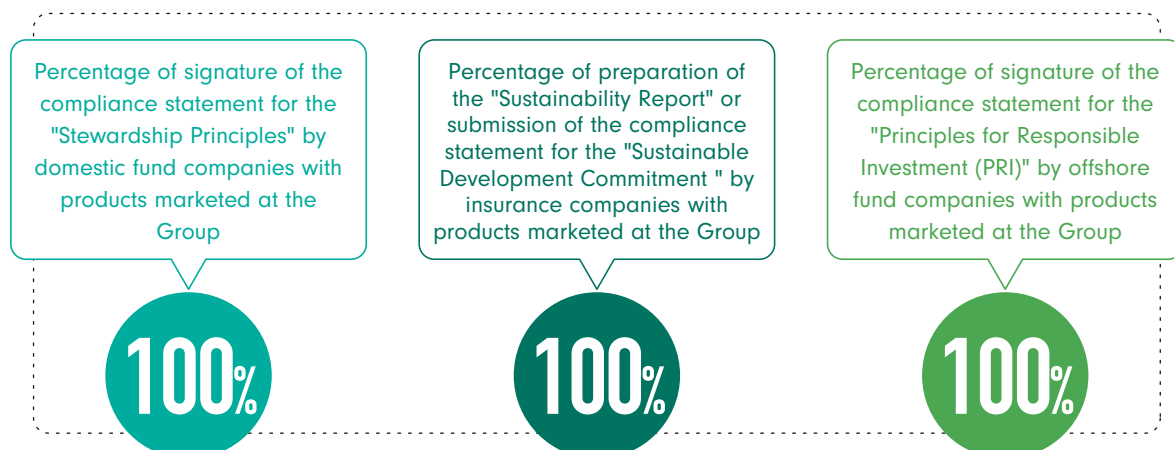 Percentage of signature of the
compliance statement for the
"Stewardship Principles" by
domestic fund companies with
products marketed at the
Group
100%
Percentage of preparation of
the "Sustainability Report" or
submission of the compliance
statement for the "Sustainable
Development Commitment " by
insurance companies with
products marketed at the Group
100%
Percentage of signature of the
compliance statement for the
"Principles for Responsible
Investment (PRI)" by offshore
fund companies with products
marketed at the Group
100%